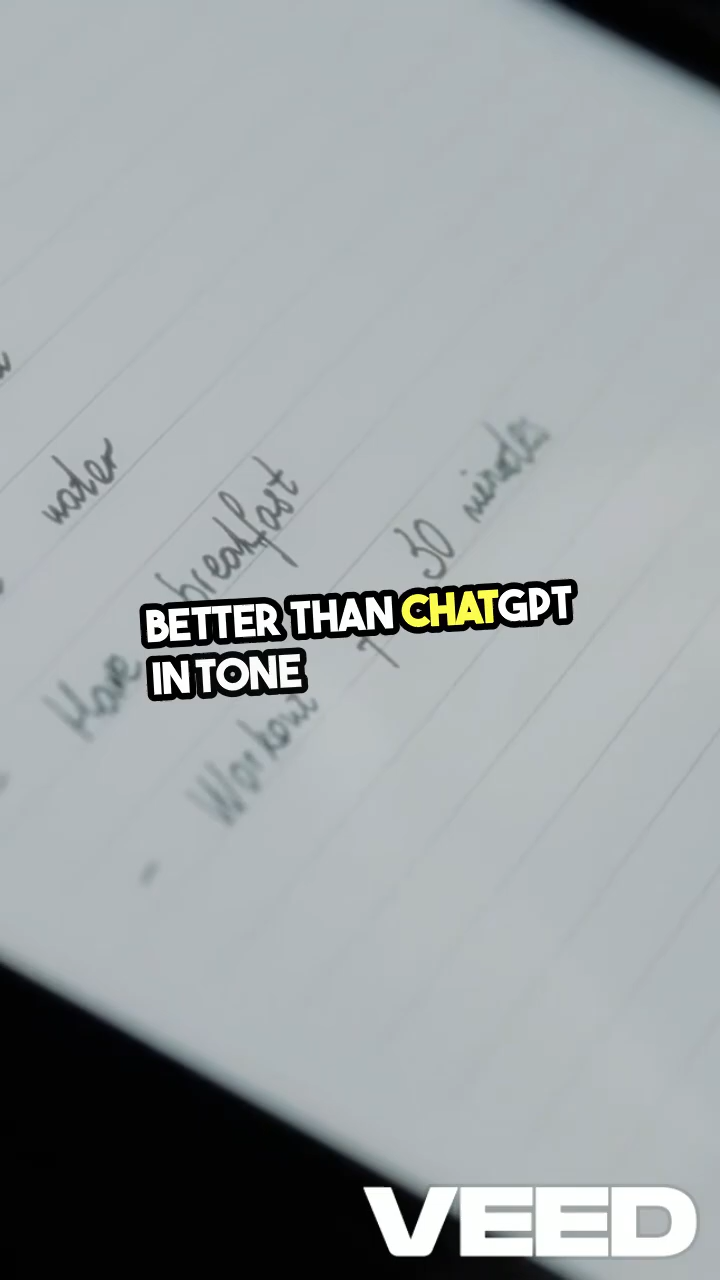 water
Have breakfast
- Workout 30 minutes
BETTER THAN CHATGPT
IN TONE
VEED